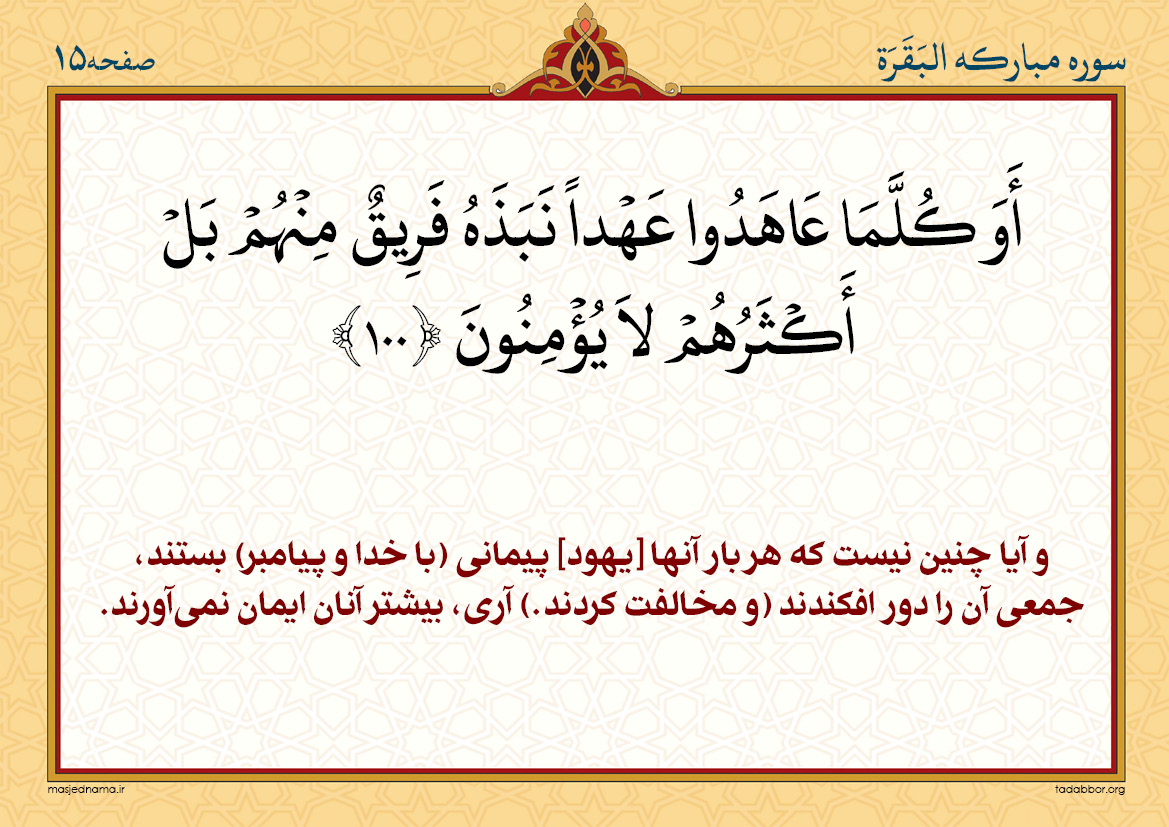 سوره مبارکه البَقَرَة
صفحه۱۵
أَوَ كُلَّمَا عَاهَدُوا عَهْداً نَبَذَهُ فَرِيقٌ مِنْهُمْ بَلْ
أَكْثَرُهُمْ لاَ يُؤْمِنُونَ ﴿۱۰۰﴾
و آیا چنین نیست که هر بار آنها [یهود] پیمانی (با خدا و پیامبر) بستند،
جمعی آن را دور افکندند (و مخالفت کردند.) آری، بیشتر آنان ایمان نمی‌آورند.
masjednama.ir
tadabbor.org